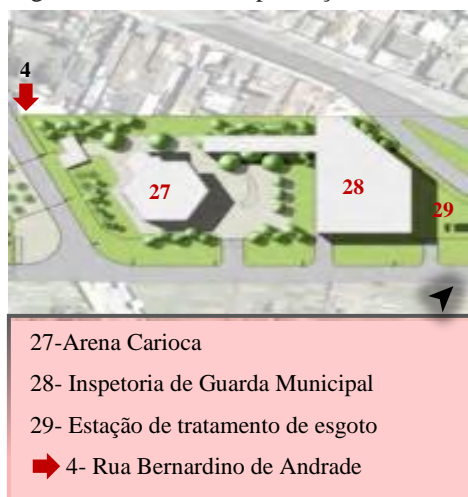 4
27
28
29
27-Arena Carioca
28- Inspetoria de Guarda Municipal
29- Estação de tratamento de esgoto
4- Rua Bernardino de Andrade